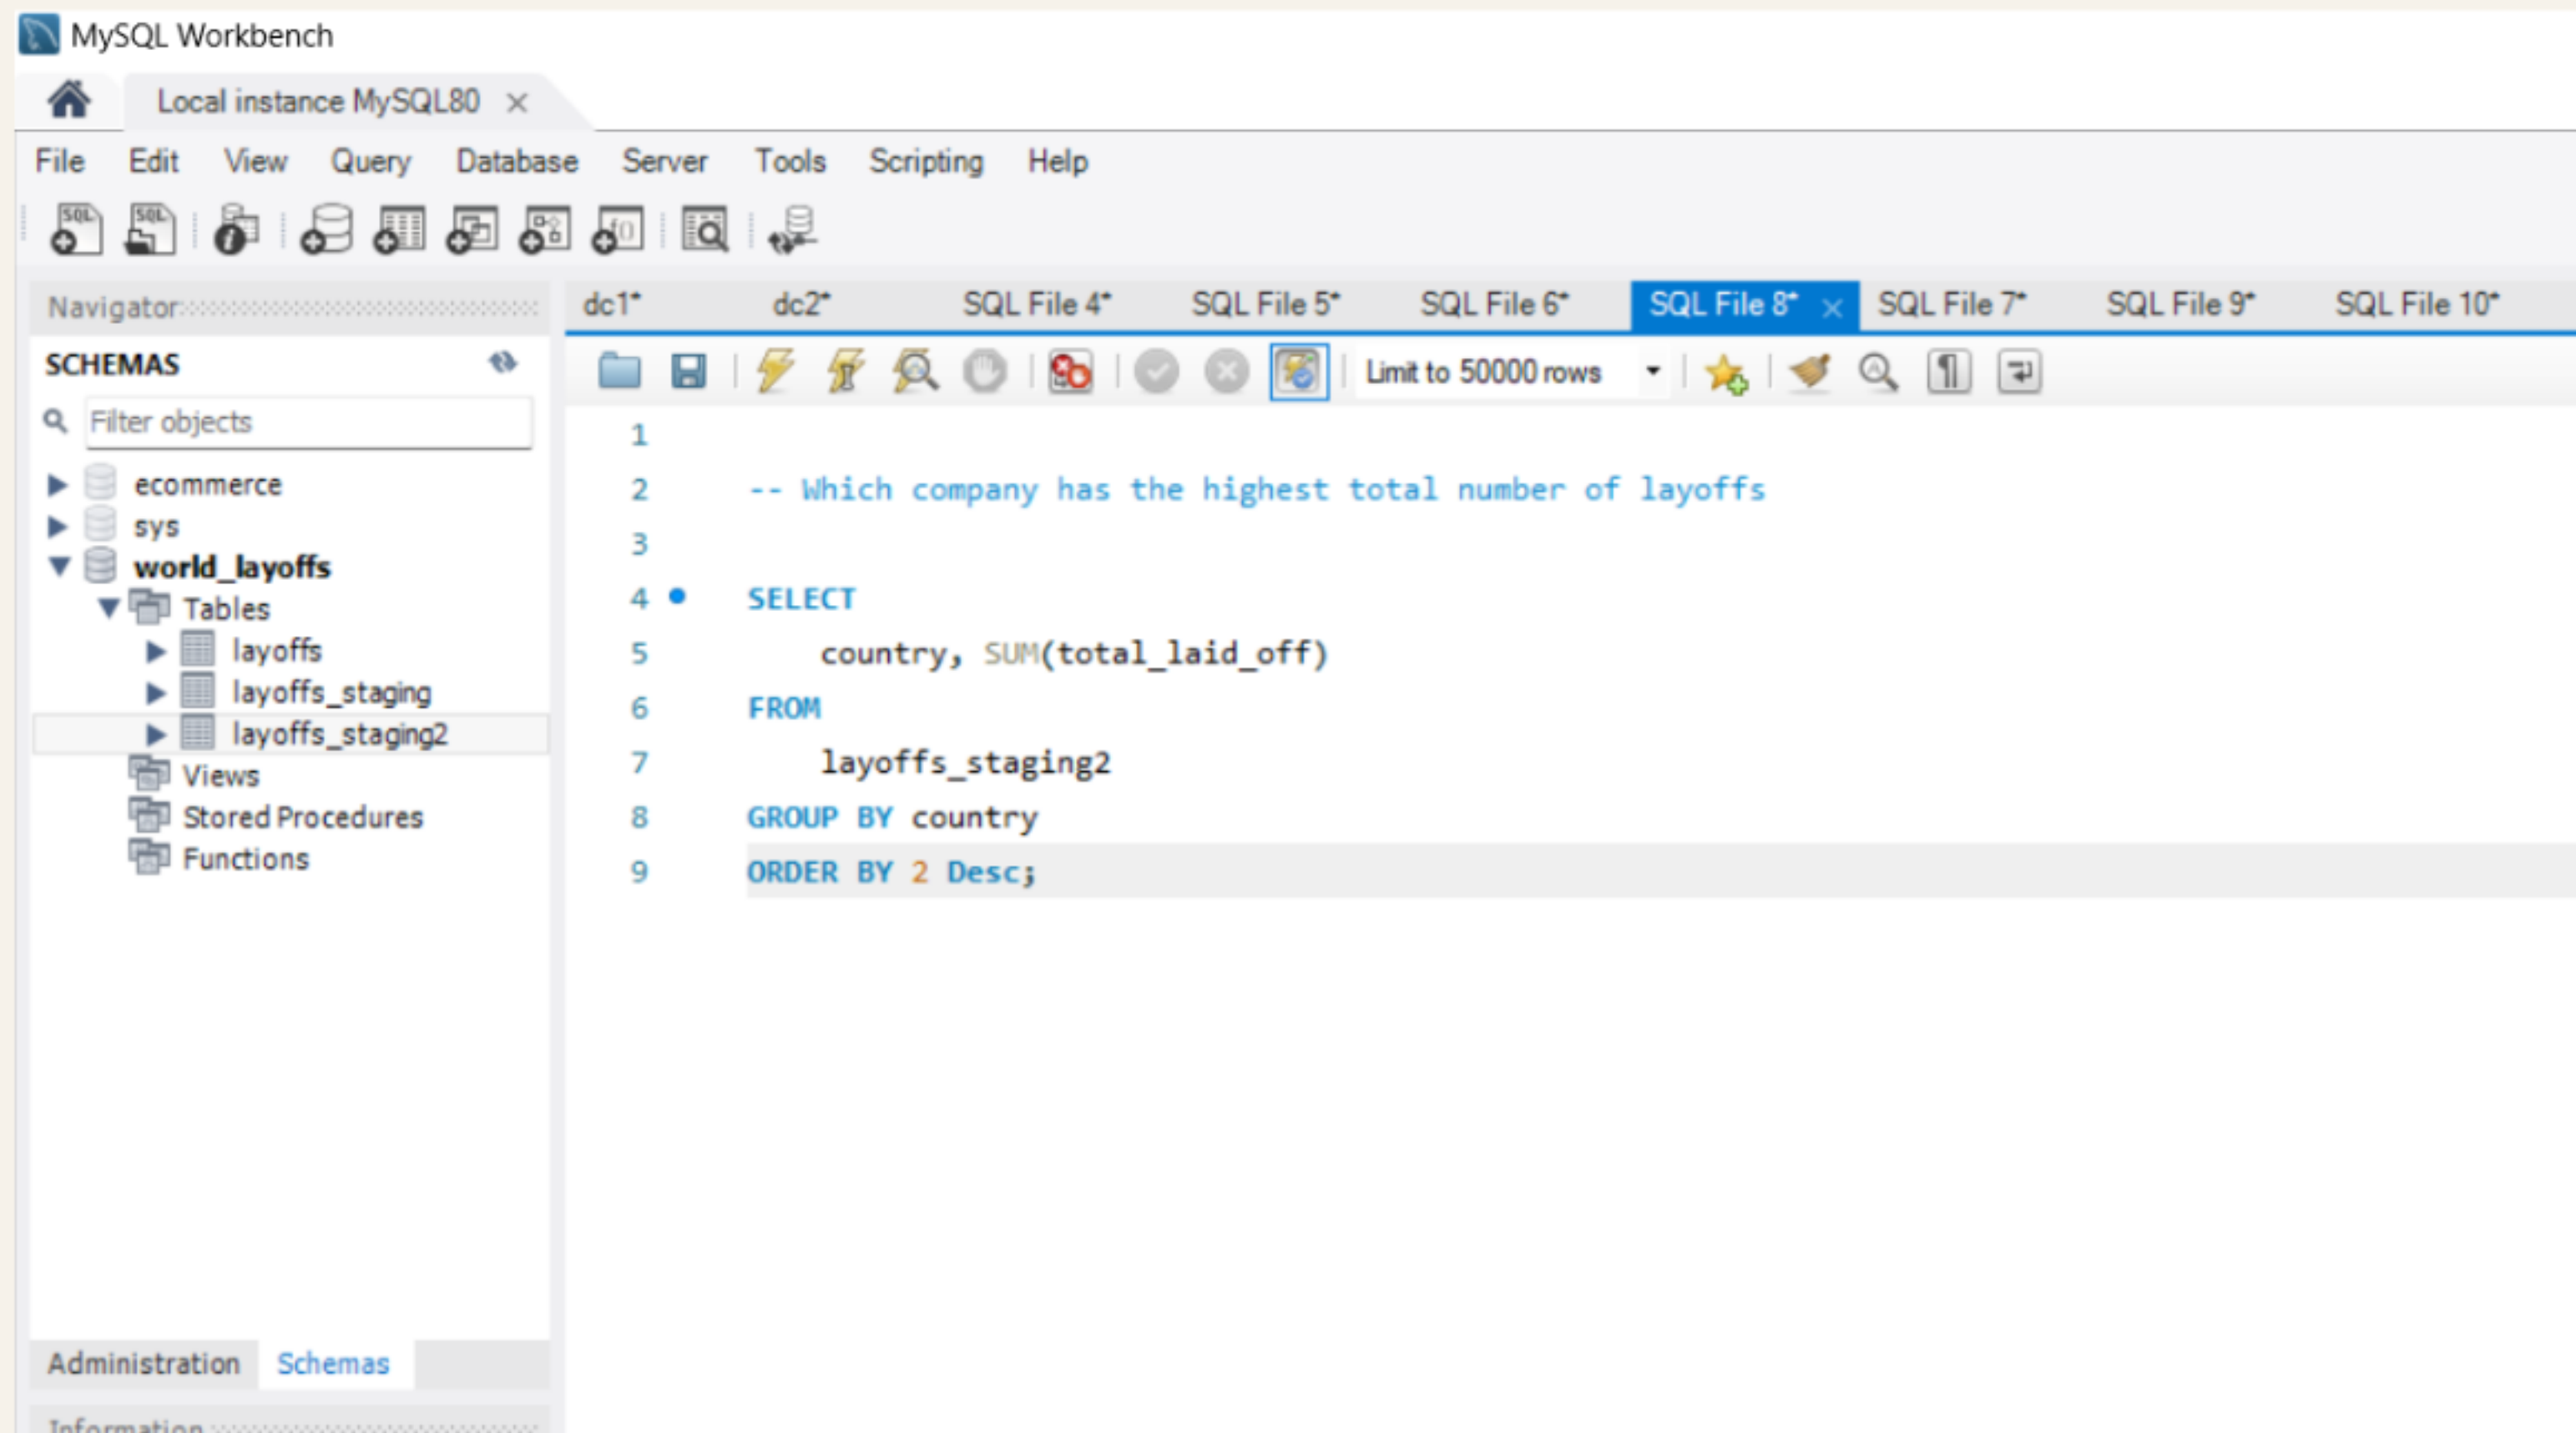 MySQL Workbench
Local instance MySQL80
File Edit View Query Database Server Tools Scripting Help
Navigator
SCHEMAS
Filter objects
ecommerce
sys
world_layoffs
Tables
layoffs
layoffs_staging
layoffs_staging2
Views
Stored Procedures
Functions
Administration Schemas
Information
dc1* dc2* SQL File 4* SQL File 5* SQL File 6* SQL File 8* SQL File 7* SQL File 9* SQL File 10*
Limit to 50000 rows
1
2 -- Which company has the highest total number of layoffs
3
4 SELECT
5 country, SUM(total_laid_off)
6 FROM
7 layoffs_staging2
8 GROUP BY country
9 ORDER BY 2 Desc;